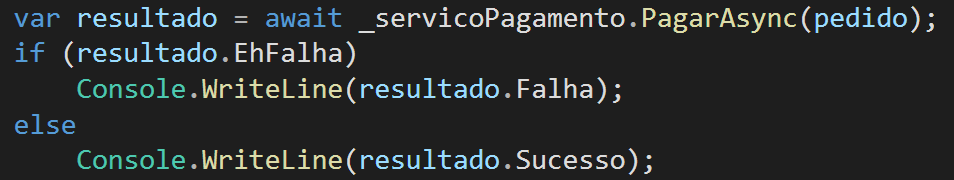 var resultado = await _servicoPagamento.PagarAsync(pedido);
if (resultado.EhFalha)
    Console.WriteLine(resultado.Falha);
else
    Console.WriteLine(resultado.Sucesso);